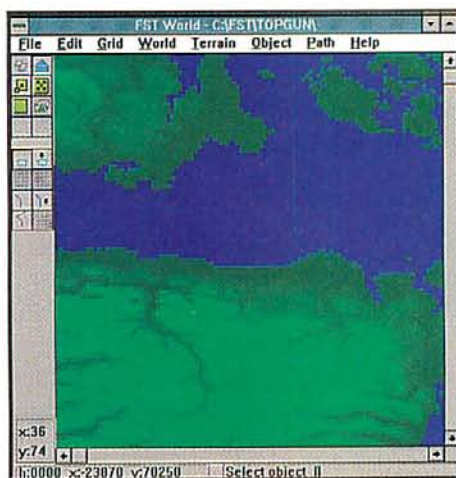 FST World - C:\FST\TOPGUN\
File Edit Grid World Terrain Object Path Help
x:36
y:74
h:0000 x:-23870 y:70250 Select object